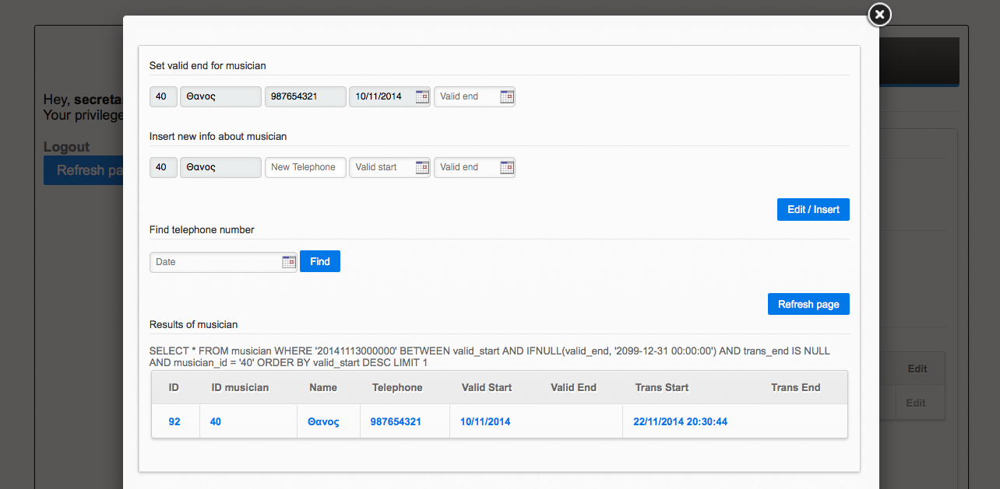 Set valid end for musician
40 Θανος 987654321 10/11/2014 Valid end
Hey, secreta
Your privilege
Insert new info about musician
Logout
40 Θανος New Telephone Valid start Valid end
Refresh pa
Edit / Insert
Find telephone number
Date Find
Refresh page
Results of musician
SELECT * FROM musician WHERE '20141113000000' BETWEEN valid_start AND IFNULL(valid_end, '2099-12-31 00:00:00') AND trans_end IS NULL
AND musician_id = '40' ORDER BY valid_start DESC LIMIT 1
ID ID musician Name Telephone Valid Start Valid End Trans Start Trans End
92 40 Θανος 987654321 10/11/2014 22/11/2014 20:30:44
Edit
Edit